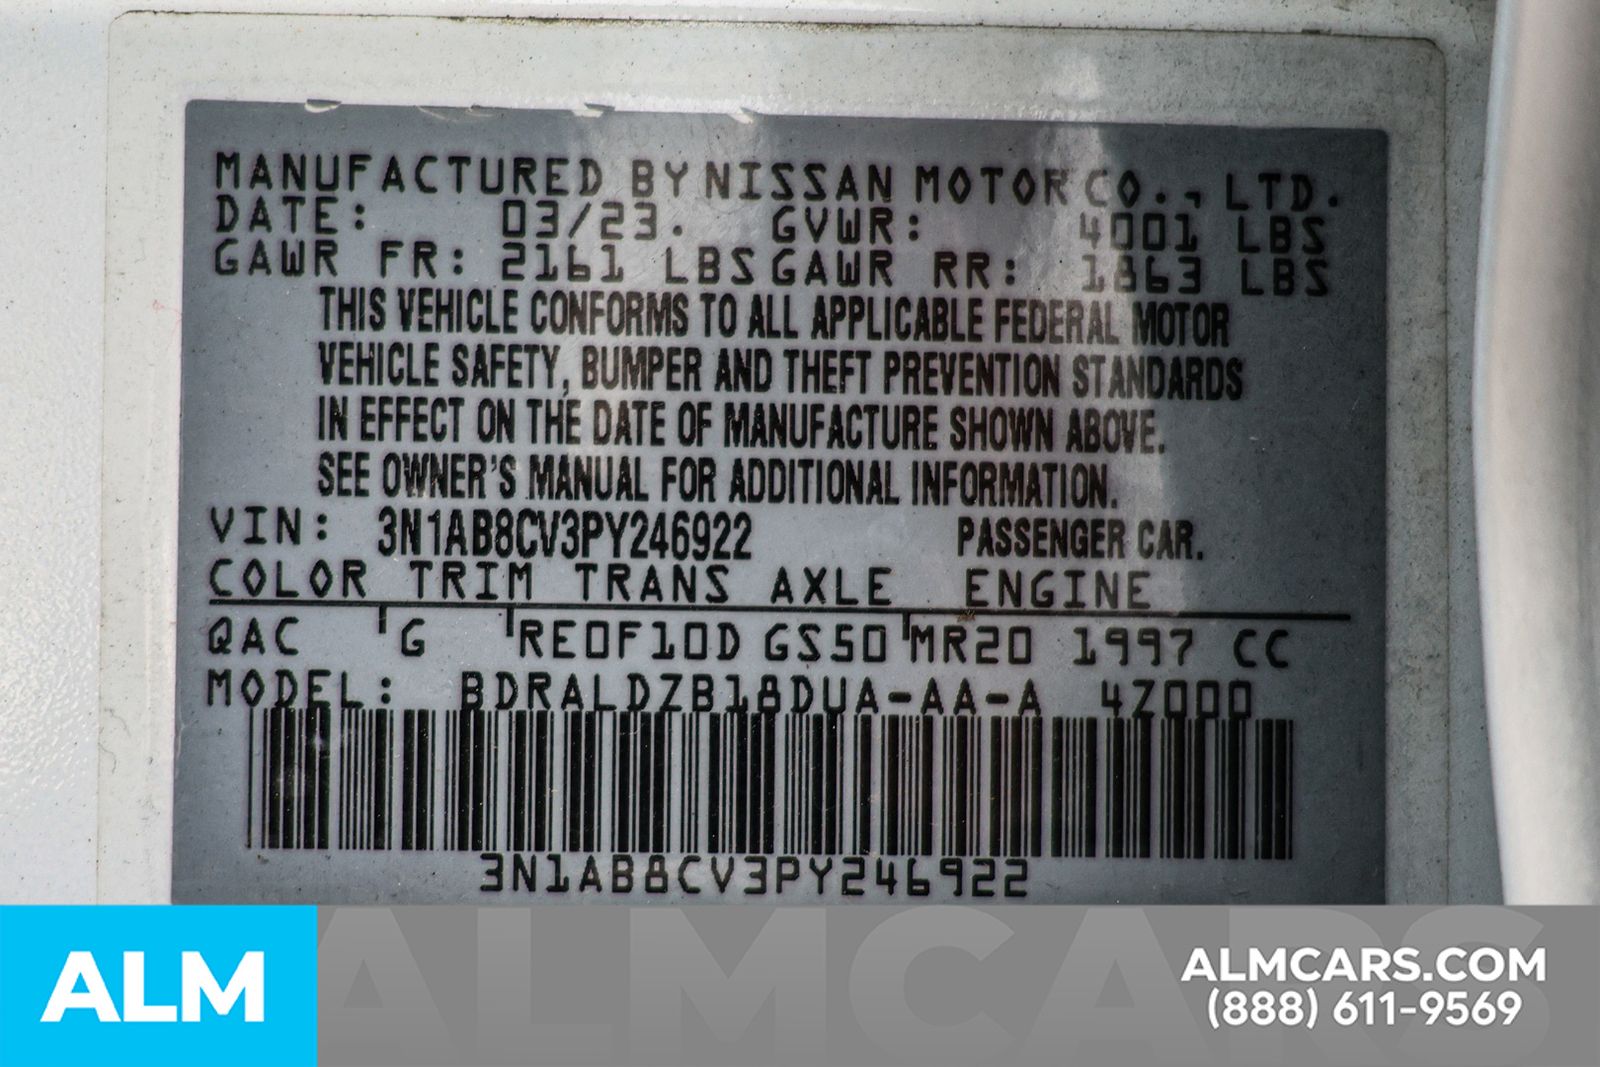 MANUFACTURED BY NISSAN MOTOR CO., LTD.
DATE: 03/23. GVWR: 4001 LBS
GAWR FR: 2161 LBS GAWR RR: 1863 LBS
THIS VEHICLE CONFORMS TO ALL APPLICABLE FEDERAL MOTOR
VEHICLE SAFETY, BUMPER AND THEFT PREVENTION STANDARDS
IN EFFECT ON THE DATE OF MANUFACTURE SHOWN ABOVE.
SEE OWNER'S MANUAL FOR ADDITIONAL INFORMATION.
VIN: 3N1AB8CV3PY246922 PASSENGER CAR.
COLOR TRIM TRANS AXLE ENGINE
QAC G RE0F10D GS50 MR20 1997 CC
MODEL: BDRALDZB18DUA-AA-A 4Z000
3N1AB8CV3PY246922
ALMCARS
ALM
ALMCARS.COM
(888) 611-9569